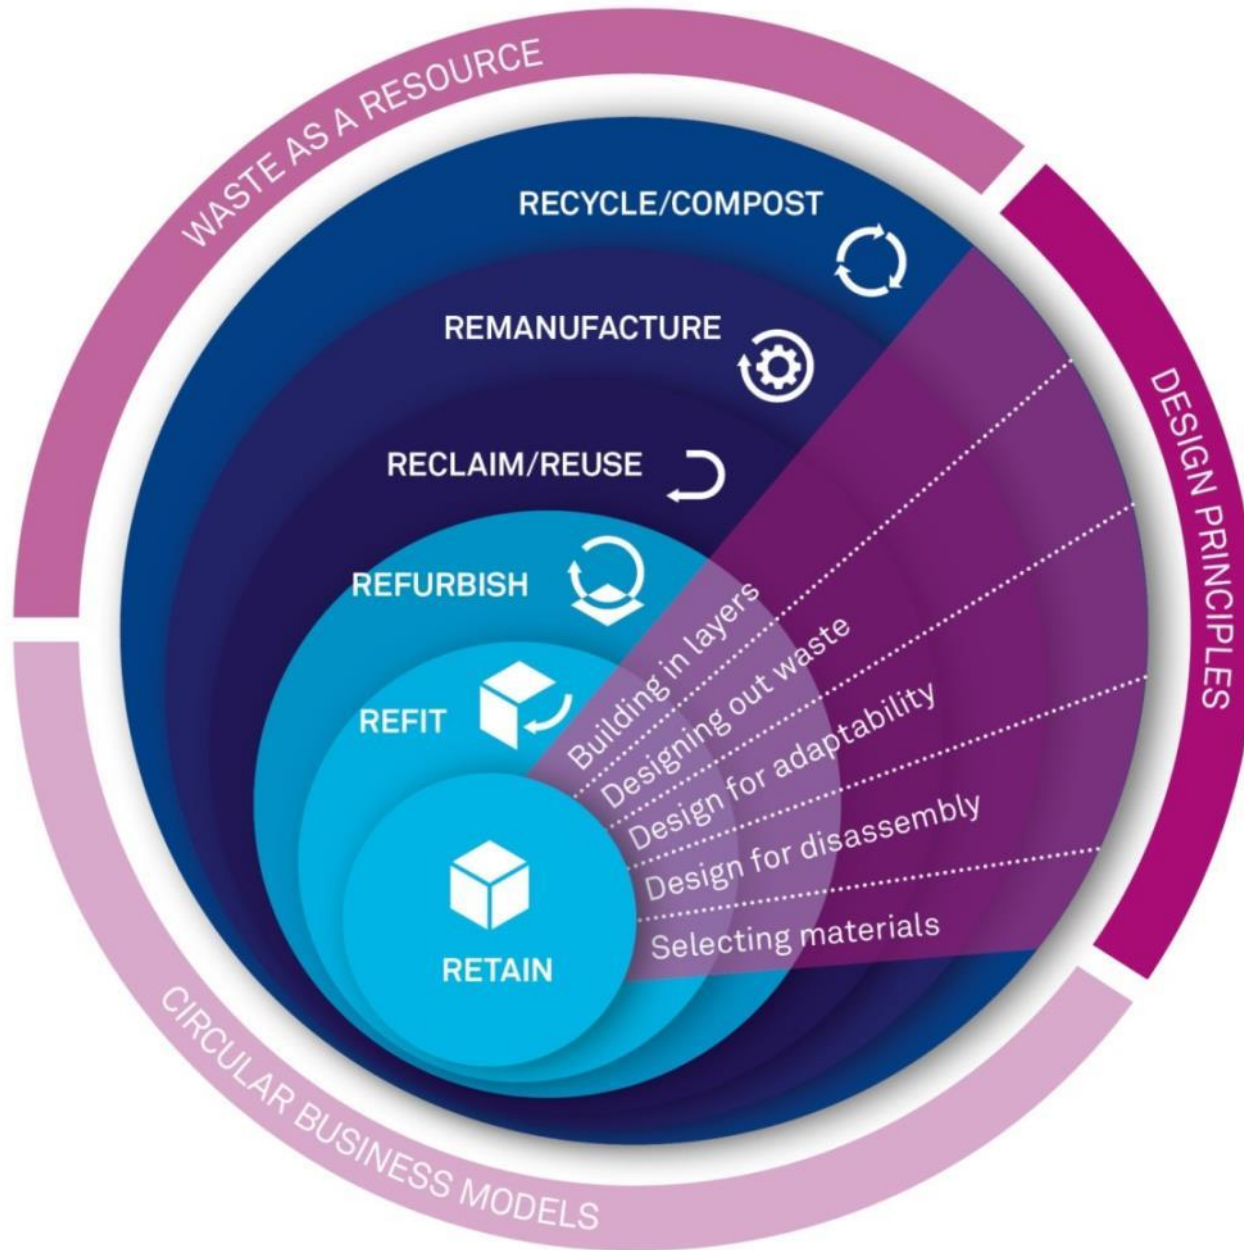 WASTE AS A RESOURCE
RECYCLE/COMPOST
REMANUFACTURE
RECLAIM/REUSE
REFURBISH
REFIT
RETAIN
Building in layers
Designing out waste
Design for adaptability
Design for disassembly
Selecting materials
DESIGN PRINCIPLES
CIRCULAR BUSINESS MODELS